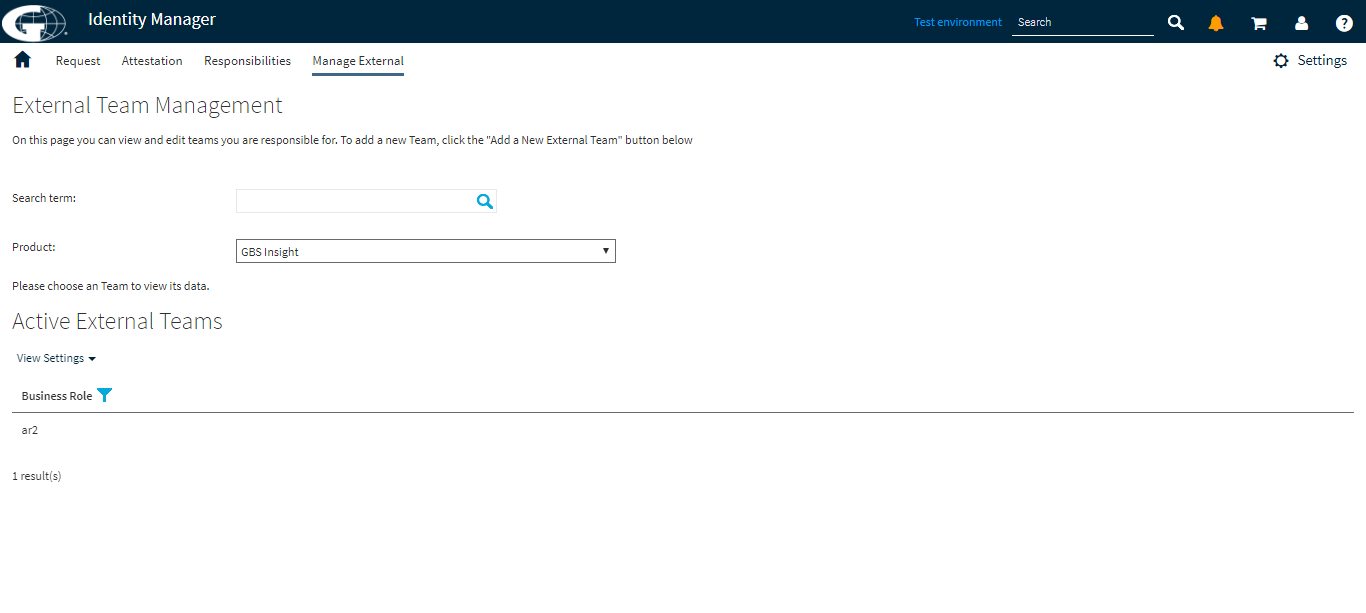 Identity Manager
Test environment
Search
Request
Attestation
Responsibilities
Manage External
Settings
External Team Management
On this page you can view and edit teams you are responsible for. To add a new Team, click the "Add a New External Team" button below
Search term:
Product:
GBS Insight
Please choose an Team to view its data.
Active External Teams
View Settings
Business Role
ar2
1 result(s)